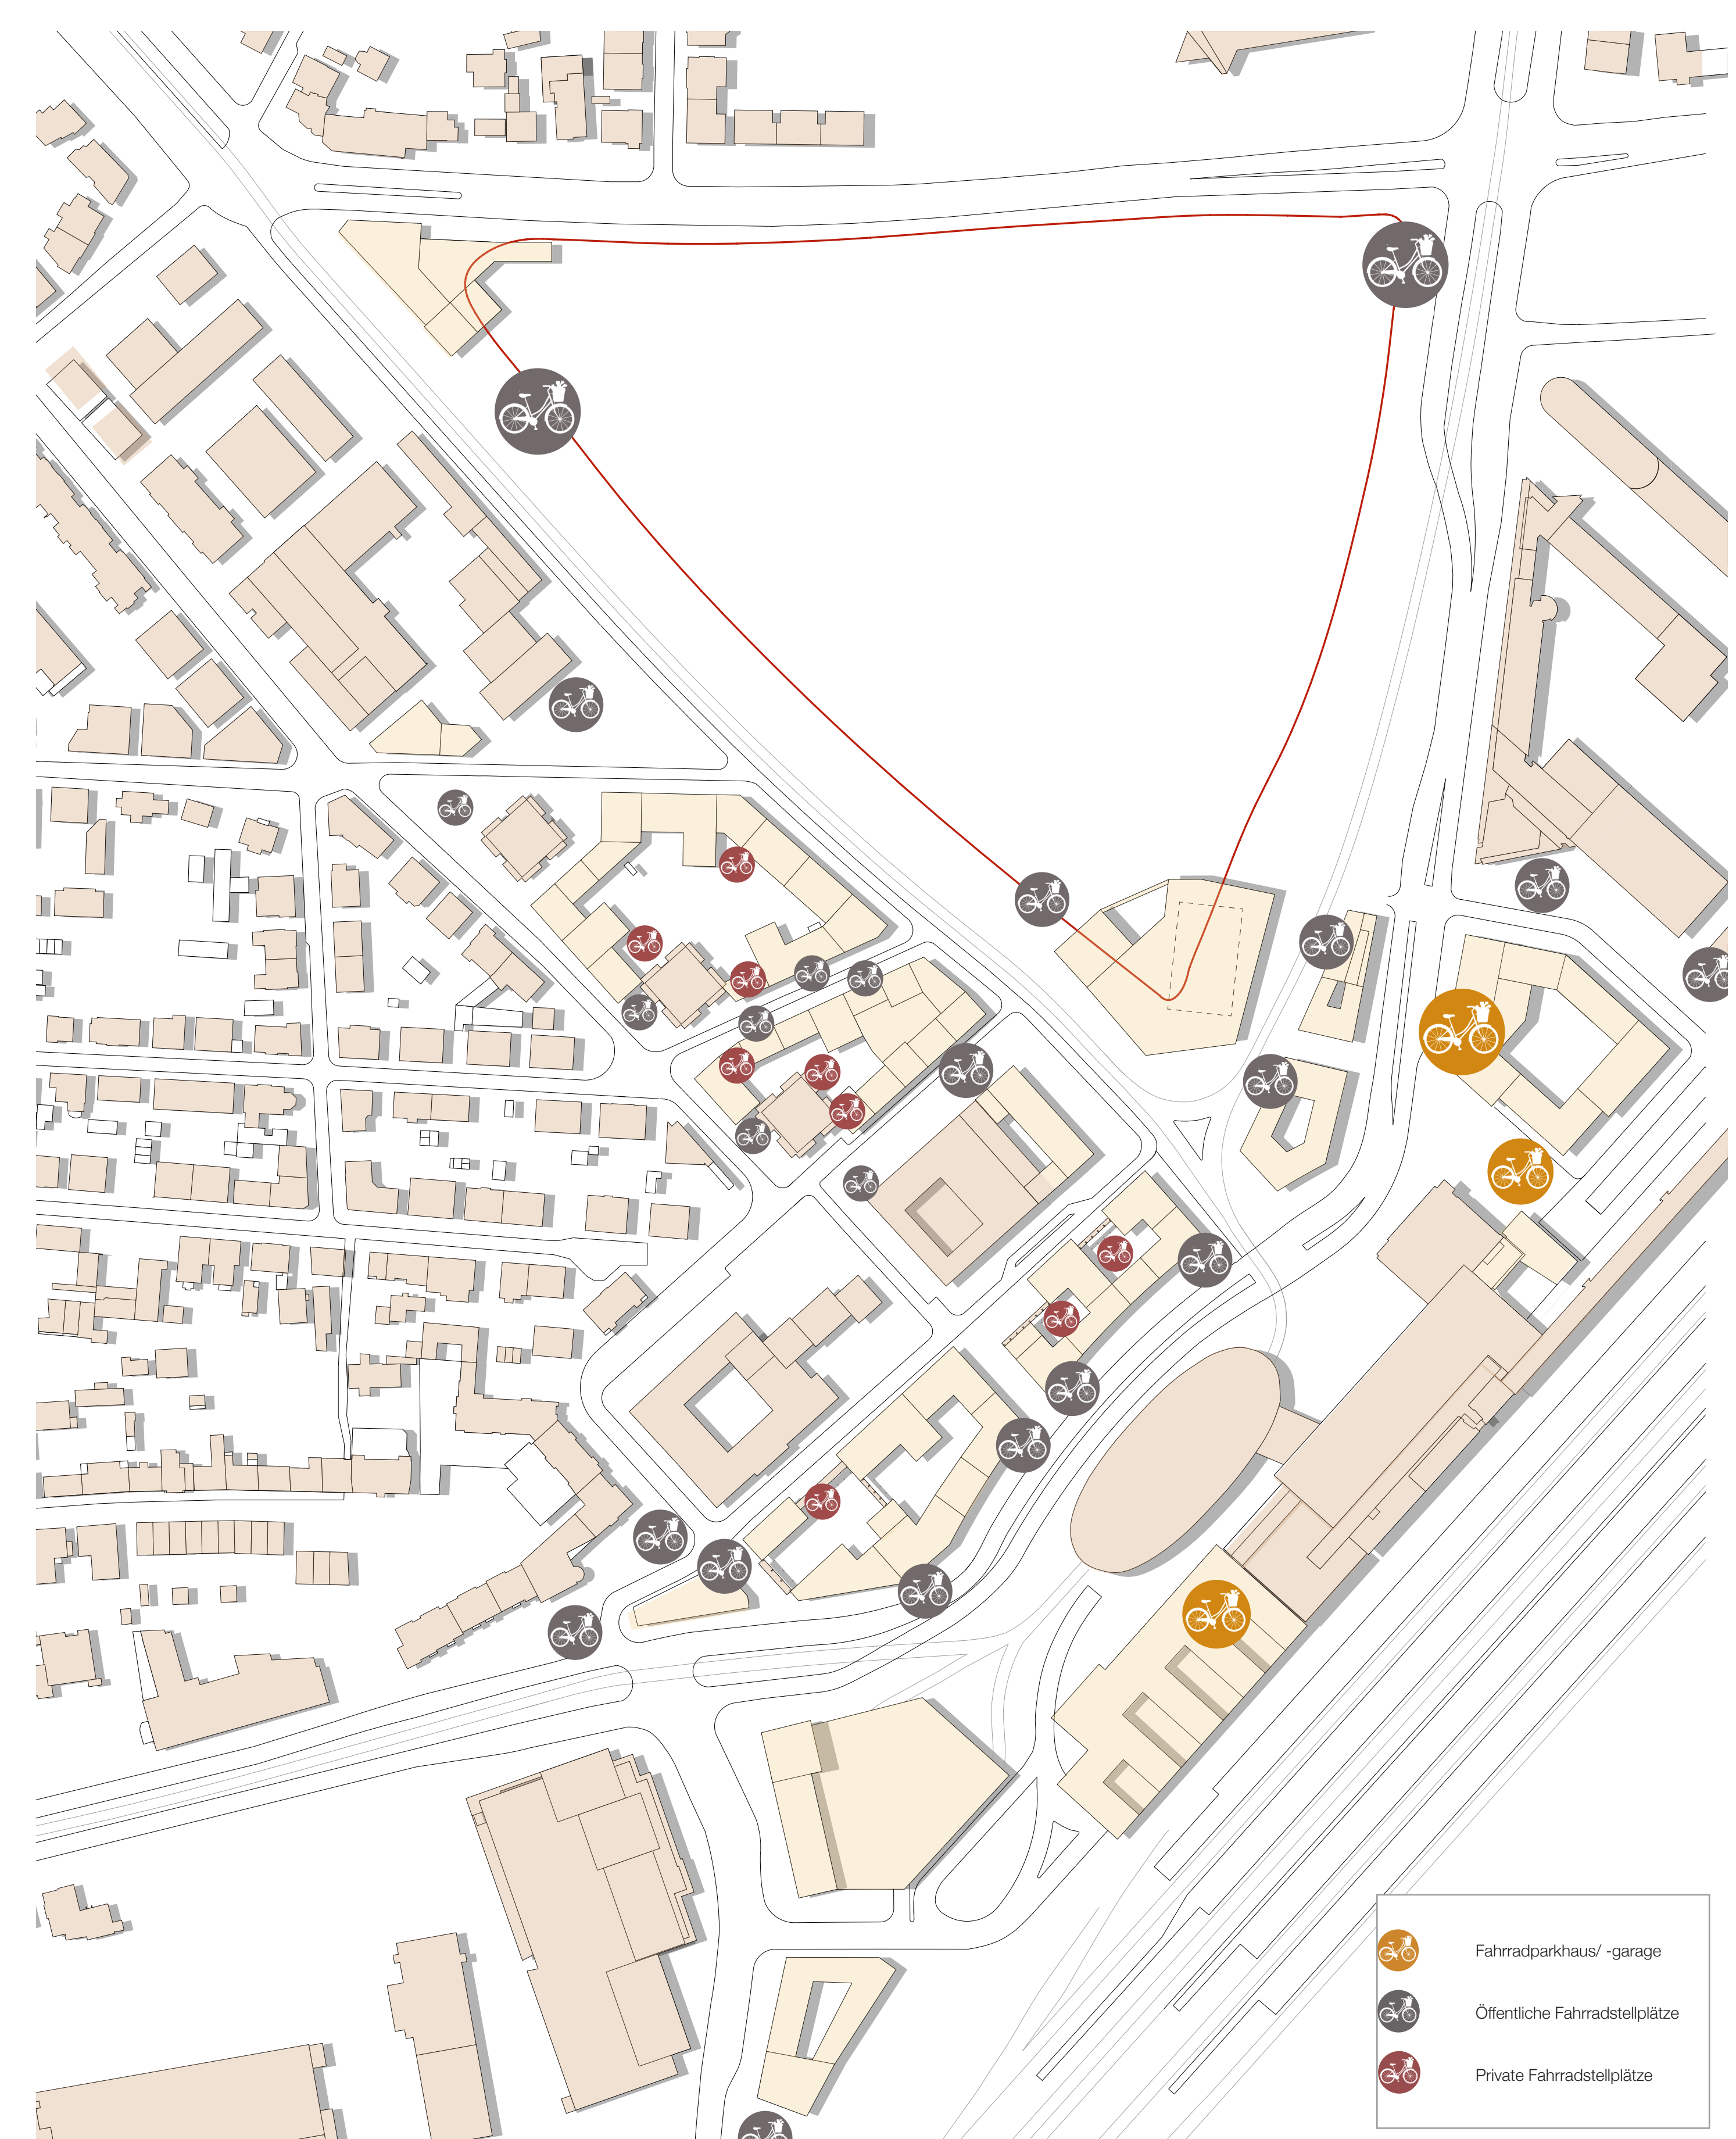 Fahrradparkhaus/ -garage
Öffentliche Fahrradstellplätze
Private Fahrradstellplätze